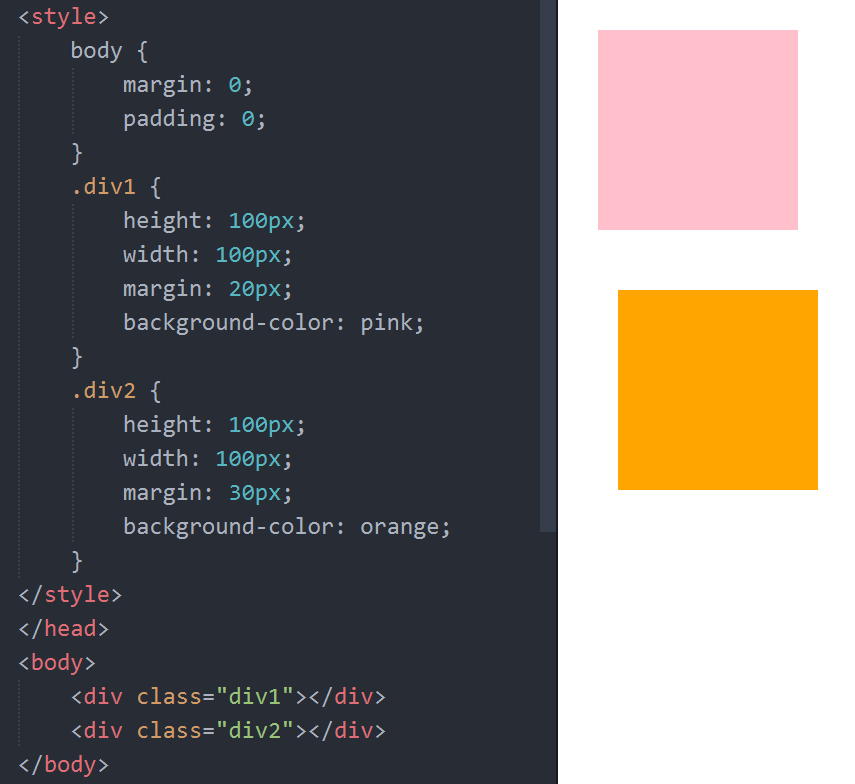 <style>
    body {
        margin: 0;
        padding: 0;
    }
    .div1 {
        height: 100px;
        width: 100px;
        margin: 20px;
        background-color: pink;
    }
    .div2 {
        height: 100px;
        width: 100px;
        margin: 30px;
        background-color: orange;
    }
</style>
</head>
<body>
    <div class="div1"></div>
    <div class="div2"></div>
</body>